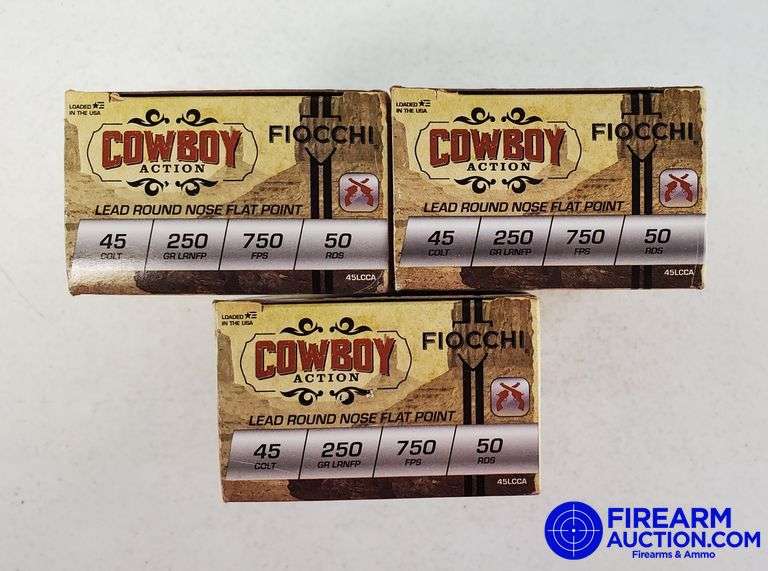 LOADED
IN THE USA
COWBOY
ACTION
FIOCCHI
LEAD ROUND NOSE FLAT POINT
45 250 750 50
COLT GR LRNFP FPS RDS
45LCCA
LOADED
IN THE USA
COWBOY
ACTION
FIOCCHI
LEAD ROUND NOSE FLAT POINT
45 250 750 50
COLT GR LRNFP FPS RDS
45LCCA
LOADED
IN THE USA
COWBOY
ACTION
FIOCCHI
LEAD ROUND NOSE FLAT POINT
45 250 750 50
COLT GR LRNFP FPS RDS
45LCCA
FIREARM
AUCTION.COM
Firearms & Ammo